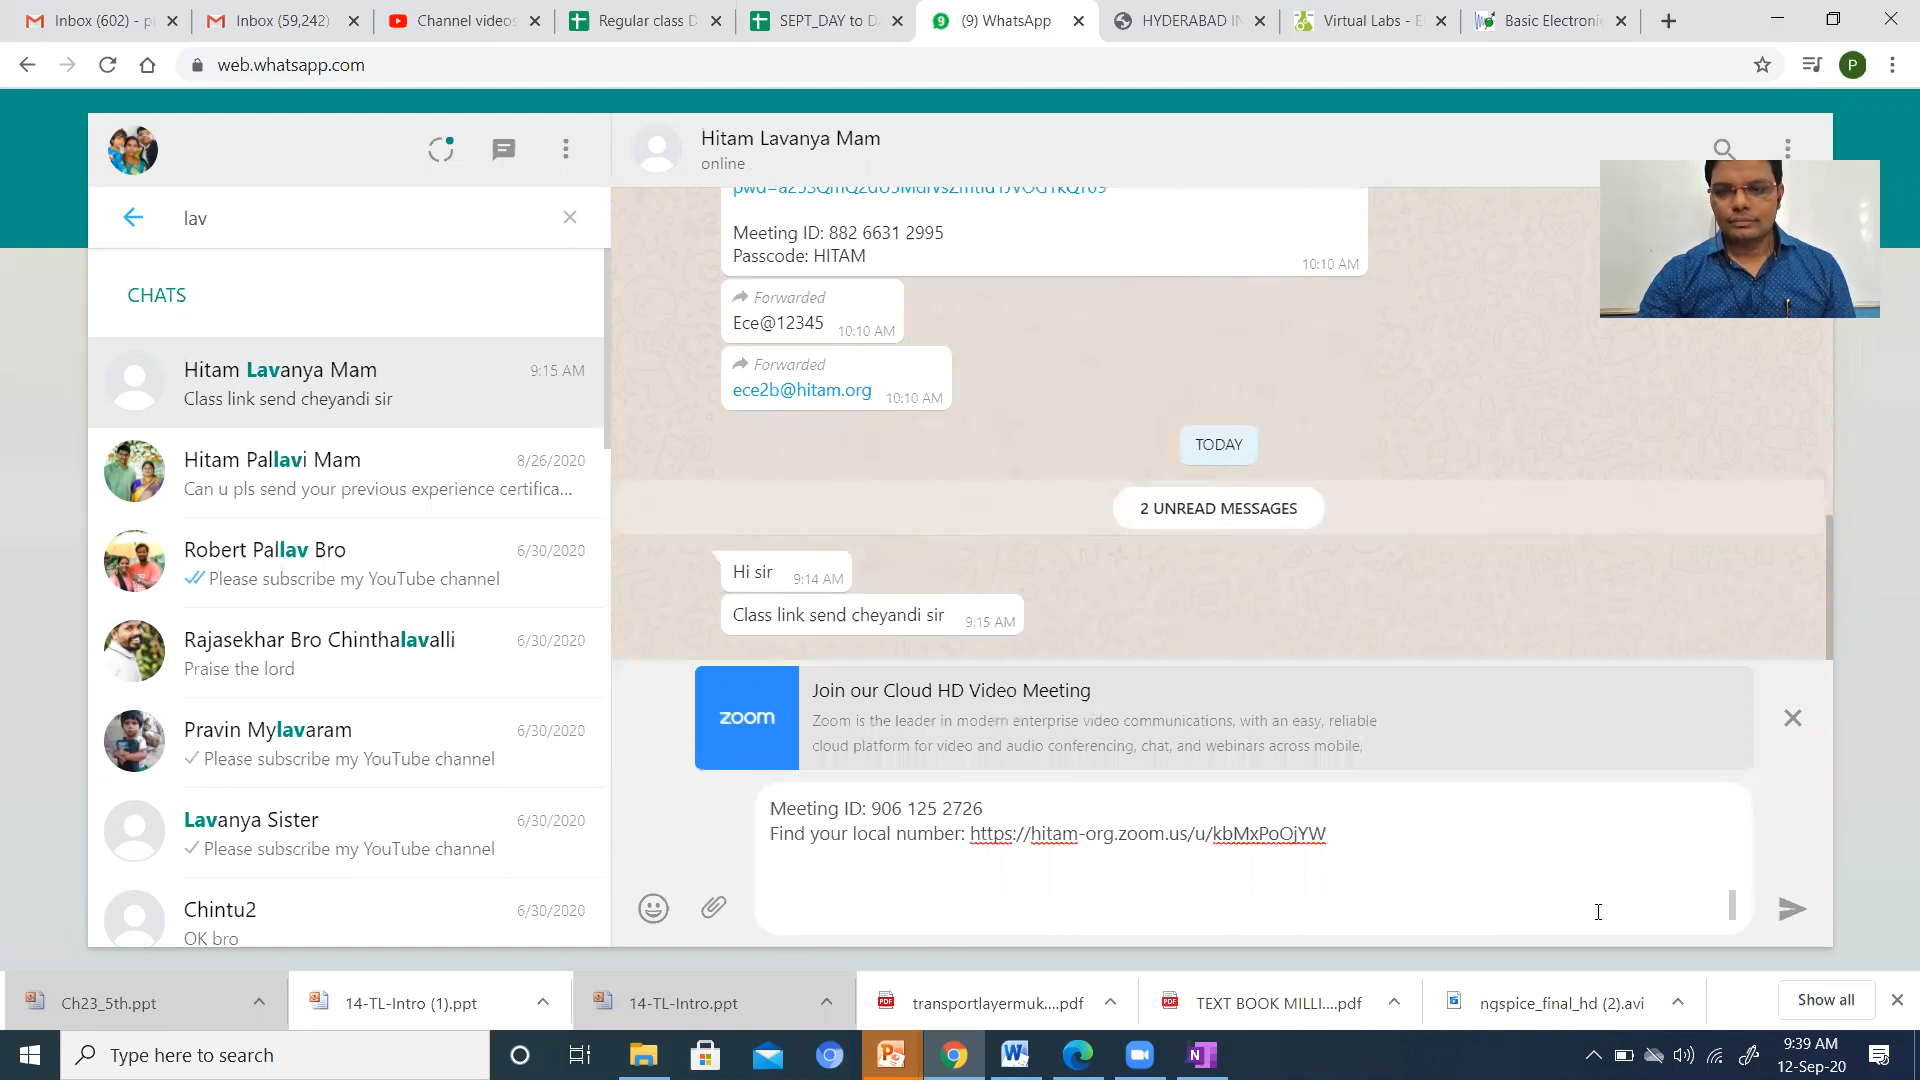 Inbox (602) - p
Inbox (59,242)
Channel videos
Regular class D
SEPT_DAY to D
(9) WhatsApp
HYDERABAD IN
Virtual Labs - E
Basic Electroni
web.whatsapp.com
P
lav
CHATS
Hitam Lavanya Mam
9:15 AM
Class link send cheyandi sir
Hitam Pallavi Mam
8/26/2020
Can u pls send your previous experience certifica...
Robert Pallav Bro
6/30/2020
Please subscribe my YouTube channel
Rajasekhar Bro Chinthalavalli
6/30/2020
Praise the lord
Pravin Mylavaram
6/30/2020
Please subscribe my YouTube channel
Lavanya Sister
6/30/2020
Please subscribe my YouTube channel
Chintu2
6/30/2020
OK bro
Hitam Lavanya Mam
online
Meeting ID: 882 6631 2995
Passcode: HITAM
10:10 AM
Forwarded
Ece@12345
10:10 AM
Forwarded
ece2b@hitam.org
10:10 AM
TODAY
2 UNREAD MESSAGES
Hi sir
9:14 AM
Class link send cheyandi sir
9:15 AM
zoom
Join our Cloud HD Video Meeting
Zoom is the leader in modern enterprise video communications, with an easy, reliable
cloud platform for video and audio conferencing, chat, and webinars across mobile,
Meeting ID: 906 125 2726
Find your local number: https://hitam-org.zoom.us/u/kbMxPoOjYW
Ch23_5th.ppt
14-TL-Intro (1).ppt
14-TL-Intro.ppt
transportlayermuk....pdf
TEXT BOOK MILLI....pdf
ngspice_final_hd (2).avi
Show all
Type here to search
9:39 AM
12-Sep-20